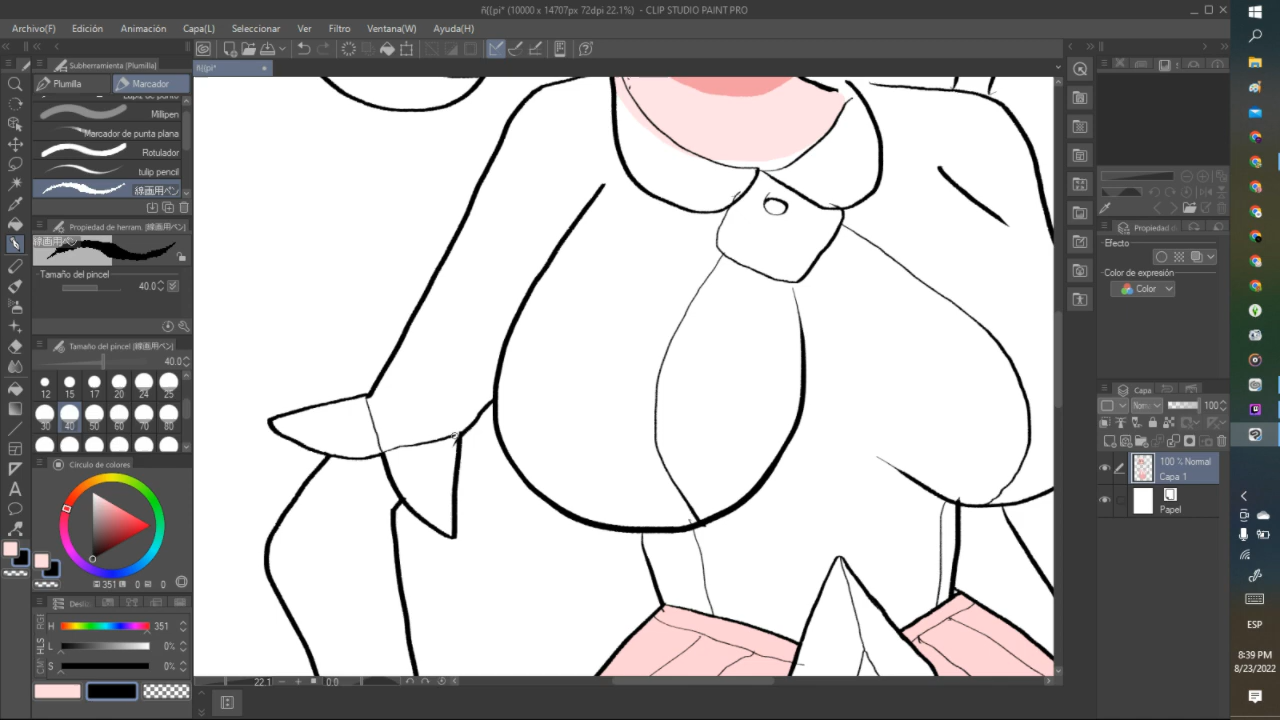 ñ((pi* (10000 x 14707px 72dpi 22.1%) - CLIP STUDIO PAINT PRO
Archivo(F) Edición Animación Capa(L) Seleccionar Ver Filtro Ventana(W) Ayuda(H)
Subherramienta (Plumilla)
ñ((pi*
Plumilla Marcador
Millipen
Marcador de punta plana
Rotulador
tulip pencil
線画用ペン
Propiedad de herram. (線画用ペン)
線画用ペン
Tamaño del pincel
40.0
Tamaño del pincel (線画用ペン)
40.0
12 15 17 20 24 25
30 40 50 60 70 80
Círculo de colores
351 0 0
RGB
HLS
H 351
L 0%
S 0%
22.1 0.0
Efecto
Color de expresión
Color
Capa
100
100 % Normal
Capa 1
Papel
ESP
8:39 PM
8/23/2022